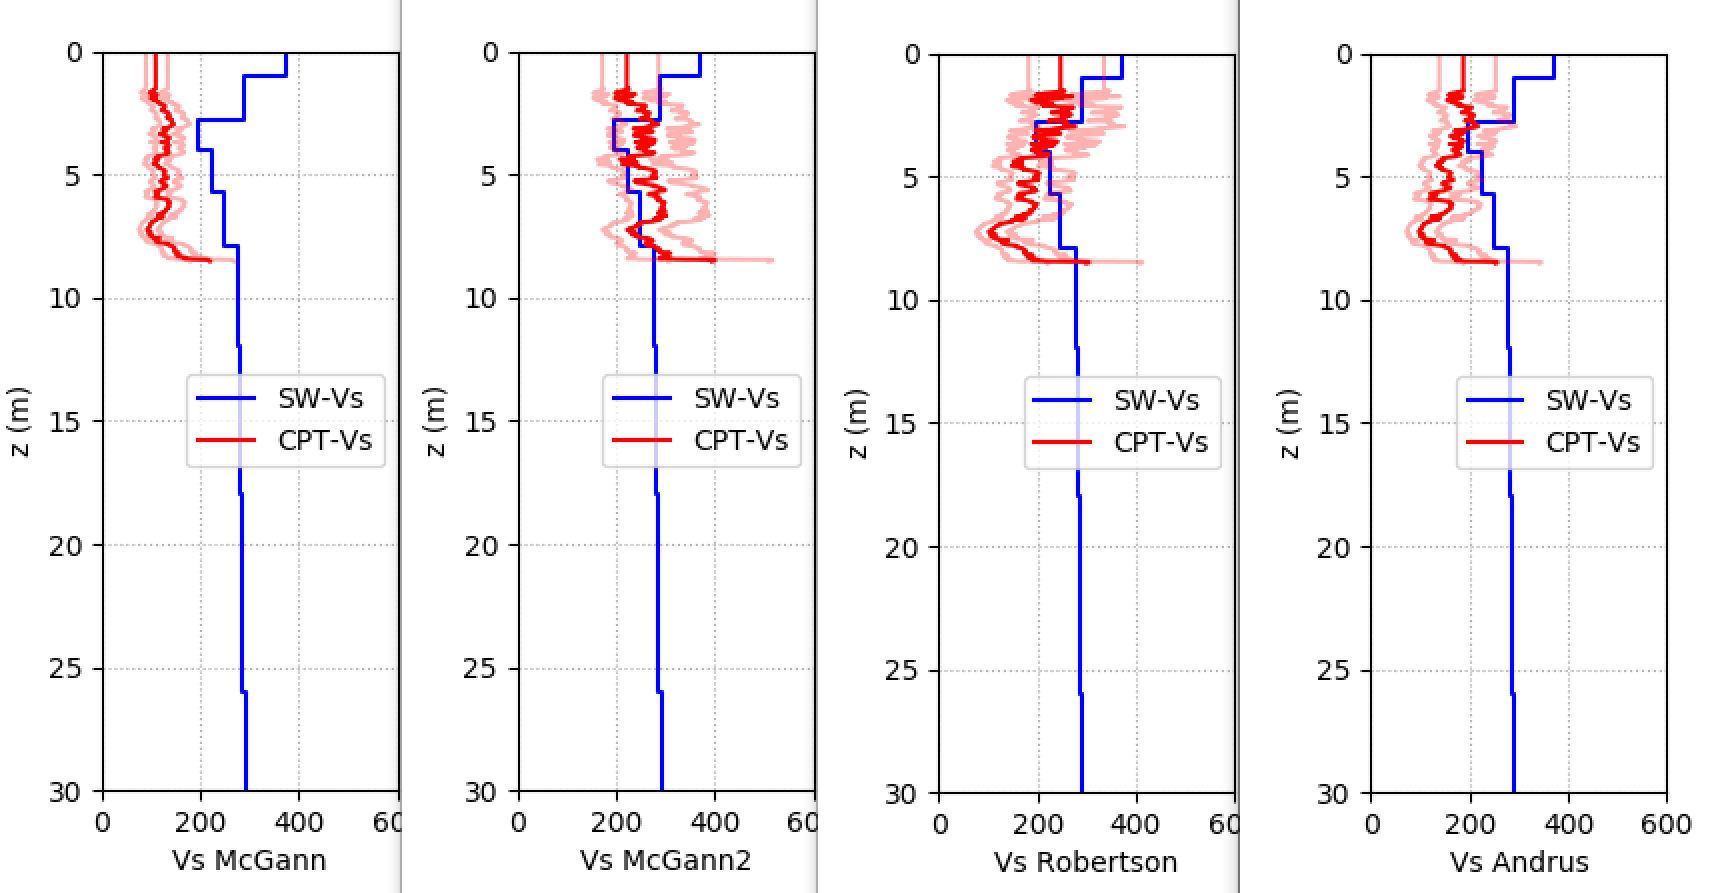 0
5
10
15
20
25
30
z (m)
SW-Vs
CPT-Vs
0 200 400 60
Vs McGann
0
5
10
15
20
25
30
z (m)
SW-Vs
CPT-Vs
0 200 400 60
Vs McGann2
0
5
10
15
20
25
30
z (m)
SW-Vs
CPT-Vs
0 200 400 60
Vs Robertson
0
5
10
15
20
25
30
z (m)
SW-Vs
CPT-Vs
0 200 400 600
Vs Andrus